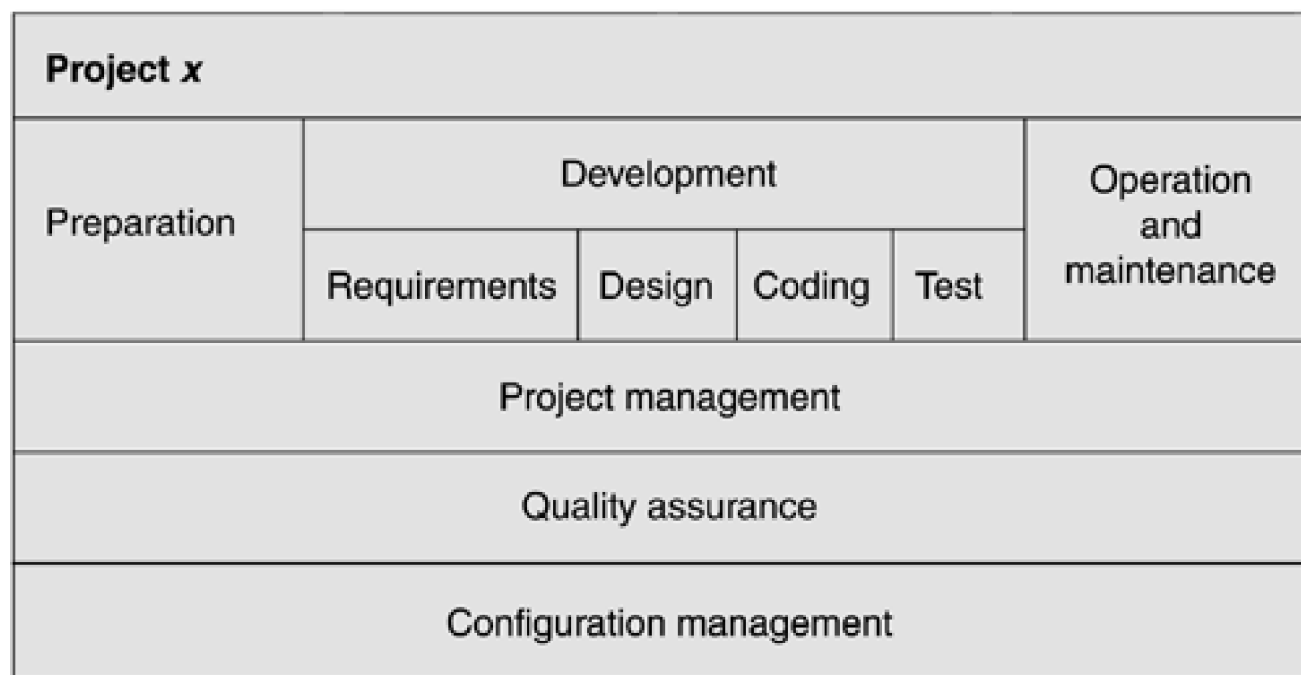 Project x
Preparation
Development
Requirements
Design
Coding
Test
Operation
and
maintenance
Project management
Quality assurance
Configuration management